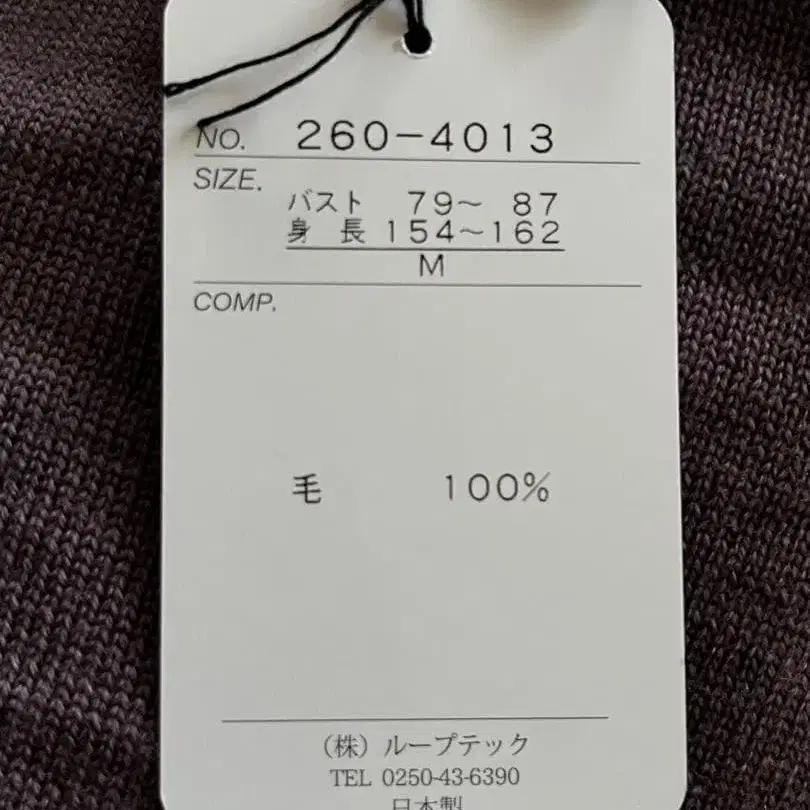 NO. 260-4013
SIZE.
バスト 79～ 87
身 長 154～162
M
COMP.
毛 100%
(株) ループテック
TEL 0250-43-6390
日本製